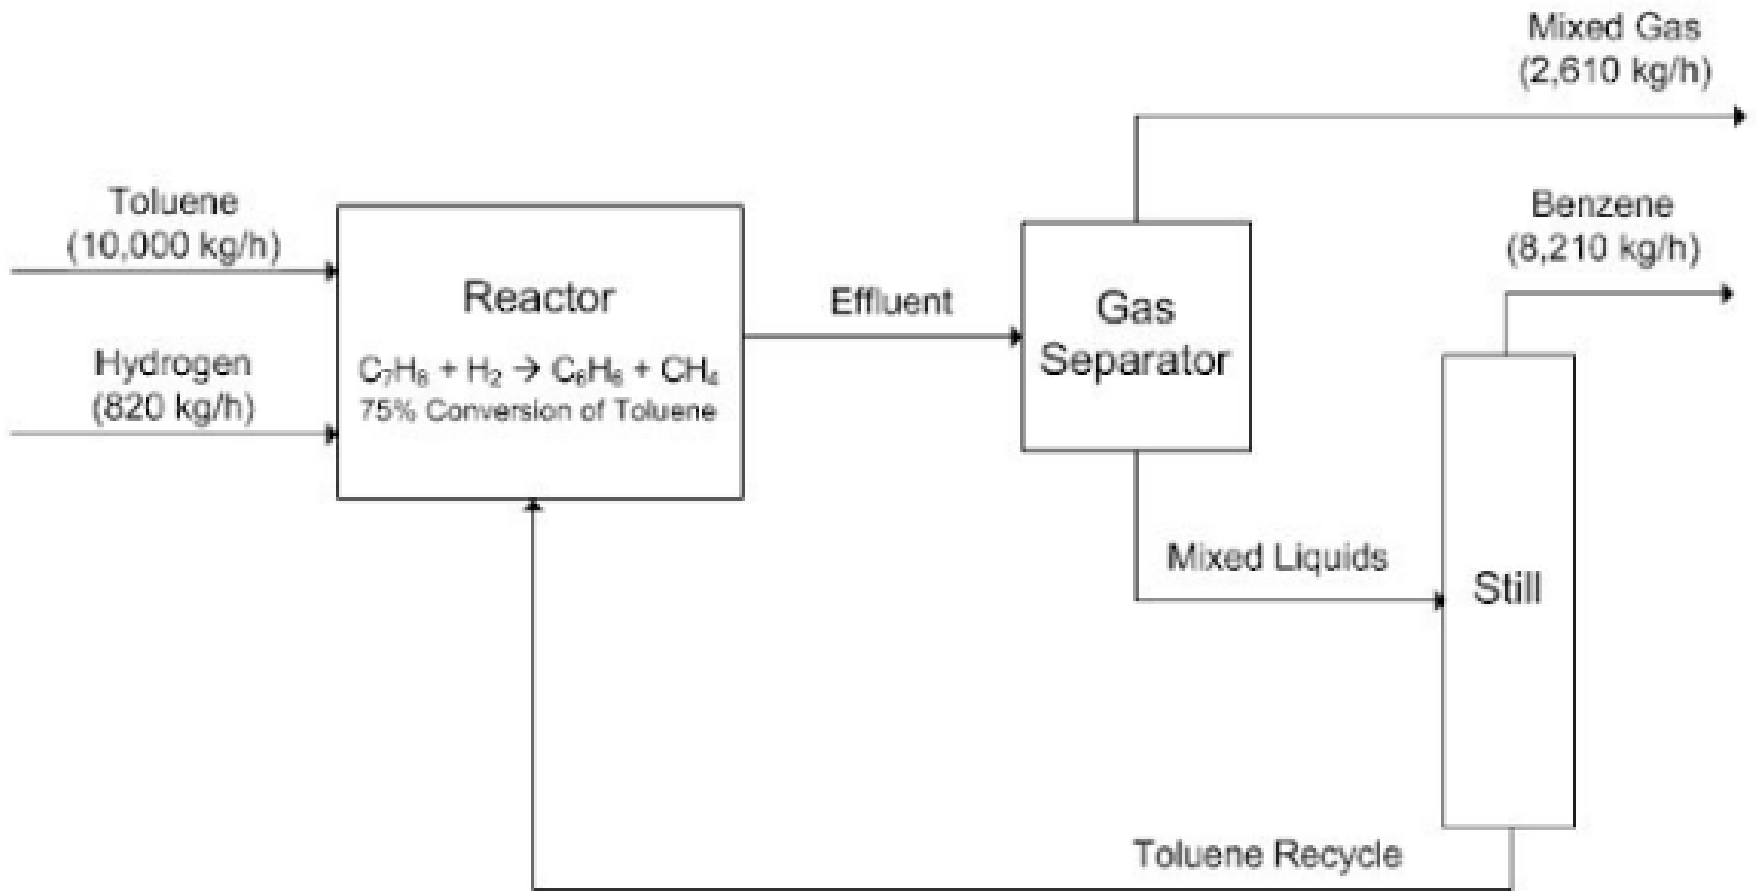 Mixed Gas
(2,610 kg/h)
Toluene
(10,000 kg/h)
Benzene
(8,210 kg/h)
Reactor
C₇H₈ + H₂ → C₆H₆ + CH₄
75% Conversion of Toluene
Effluent
Gas
Separator
Hydrogen
(820 kg/h)
Mixed Liquids
Still
Toluene Recycle